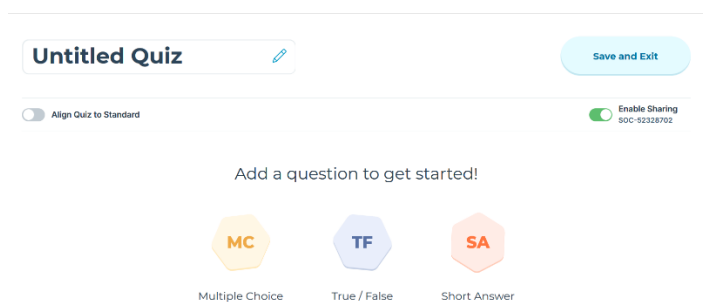 Untitled Quiz
Save and Exit
Align Quiz to Standard
Enable Sharing
SOC-52328702
Add a question to get started!
MC
TF
SA
Multiple Choice
True / False
Short Answer